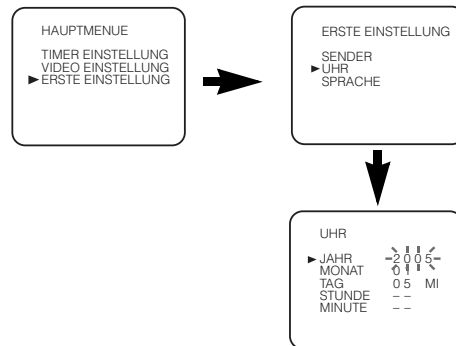 HAUPTMENUE
TIMER EINSTELLUNG
VIDEO EINSTELLUNG
►ERSTE EINSTELLUNG
ERSTE EINSTELLUNG
SENDER
►UHR
SPRACHE
UHR
► JAHR 2005
MONAT 01
TAG 05 MI
STUNDE – –
MINUTE – –